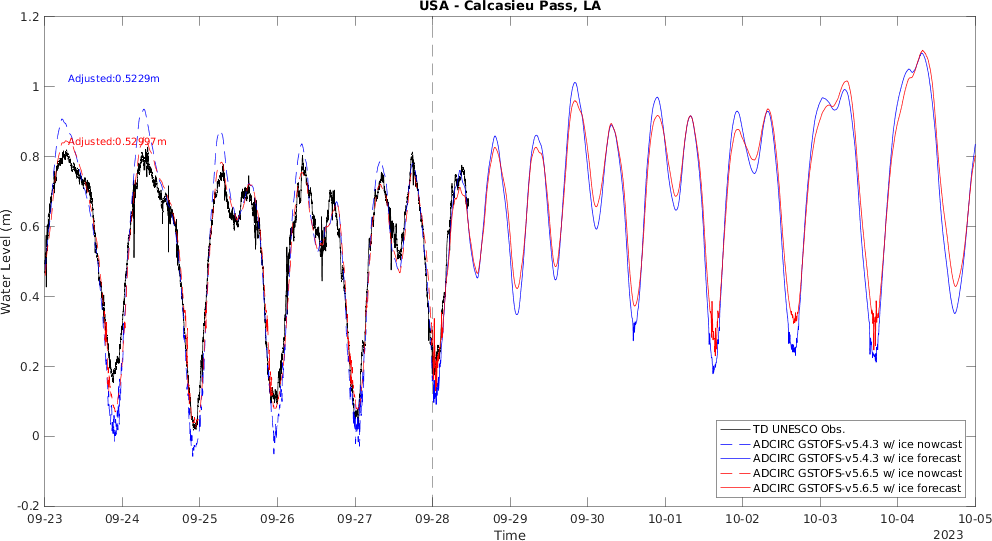 USA - Calcasieu Pass, LA
1.2
1
0.8
0.6
0.4
0.2
0
-0.2
Water Level (m)
Adjusted:0.5229m
Adjusted:0.52997m
TD UNESCO Obs.
ADCIRC GSTOFS-v5.4.3 w/ ice nowcast
ADCIRC GSTOFS-v5.4.3 w/ ice forecast
ADCIRC GSTOFS-v5.6.5 w/ ice nowcast
ADCIRC GSTOFS-v5.6.5 w/ ice forecast
09-23 09-24 09-25 09-26 09-27 09-28 09-29 09-30 10-01 10-02 10-03 10-04 10-05
Time
2023